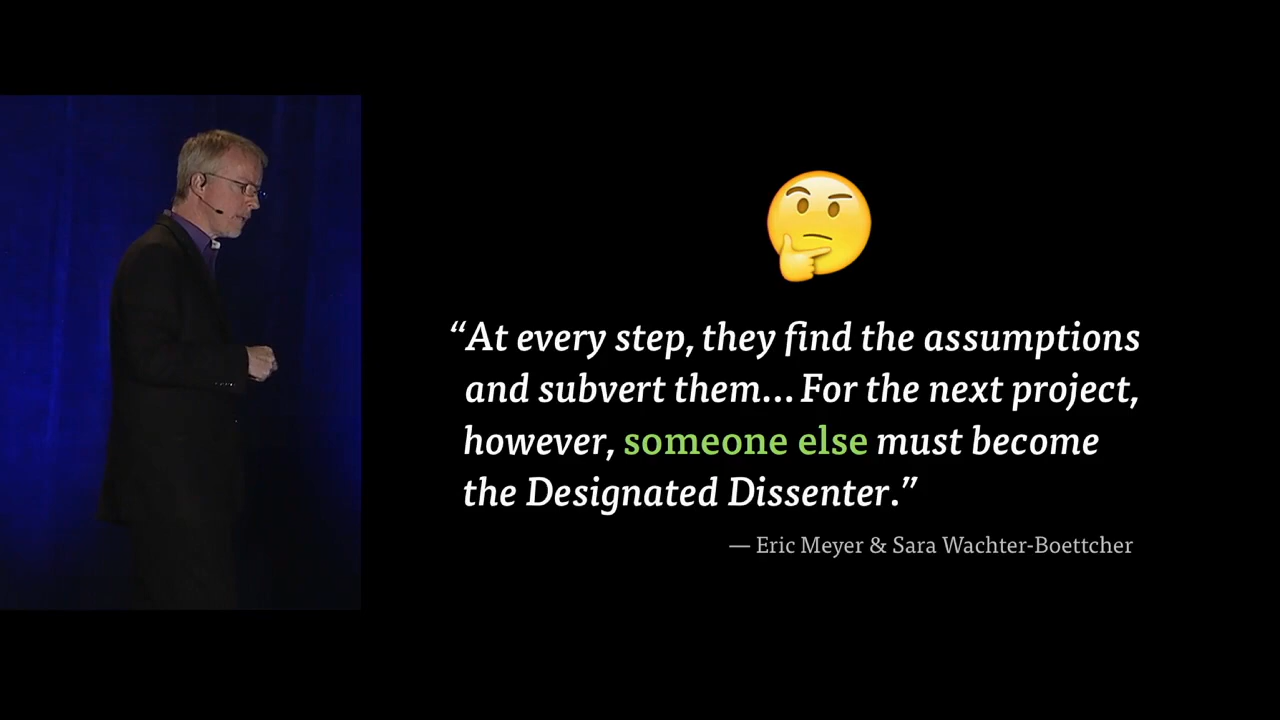 “At every step, they find the assumptions
and subvert them... For the next project,
however, someone else must become
the Designated Dissenter.”
— Eric Meyer & Sara Wachter-Boettcher